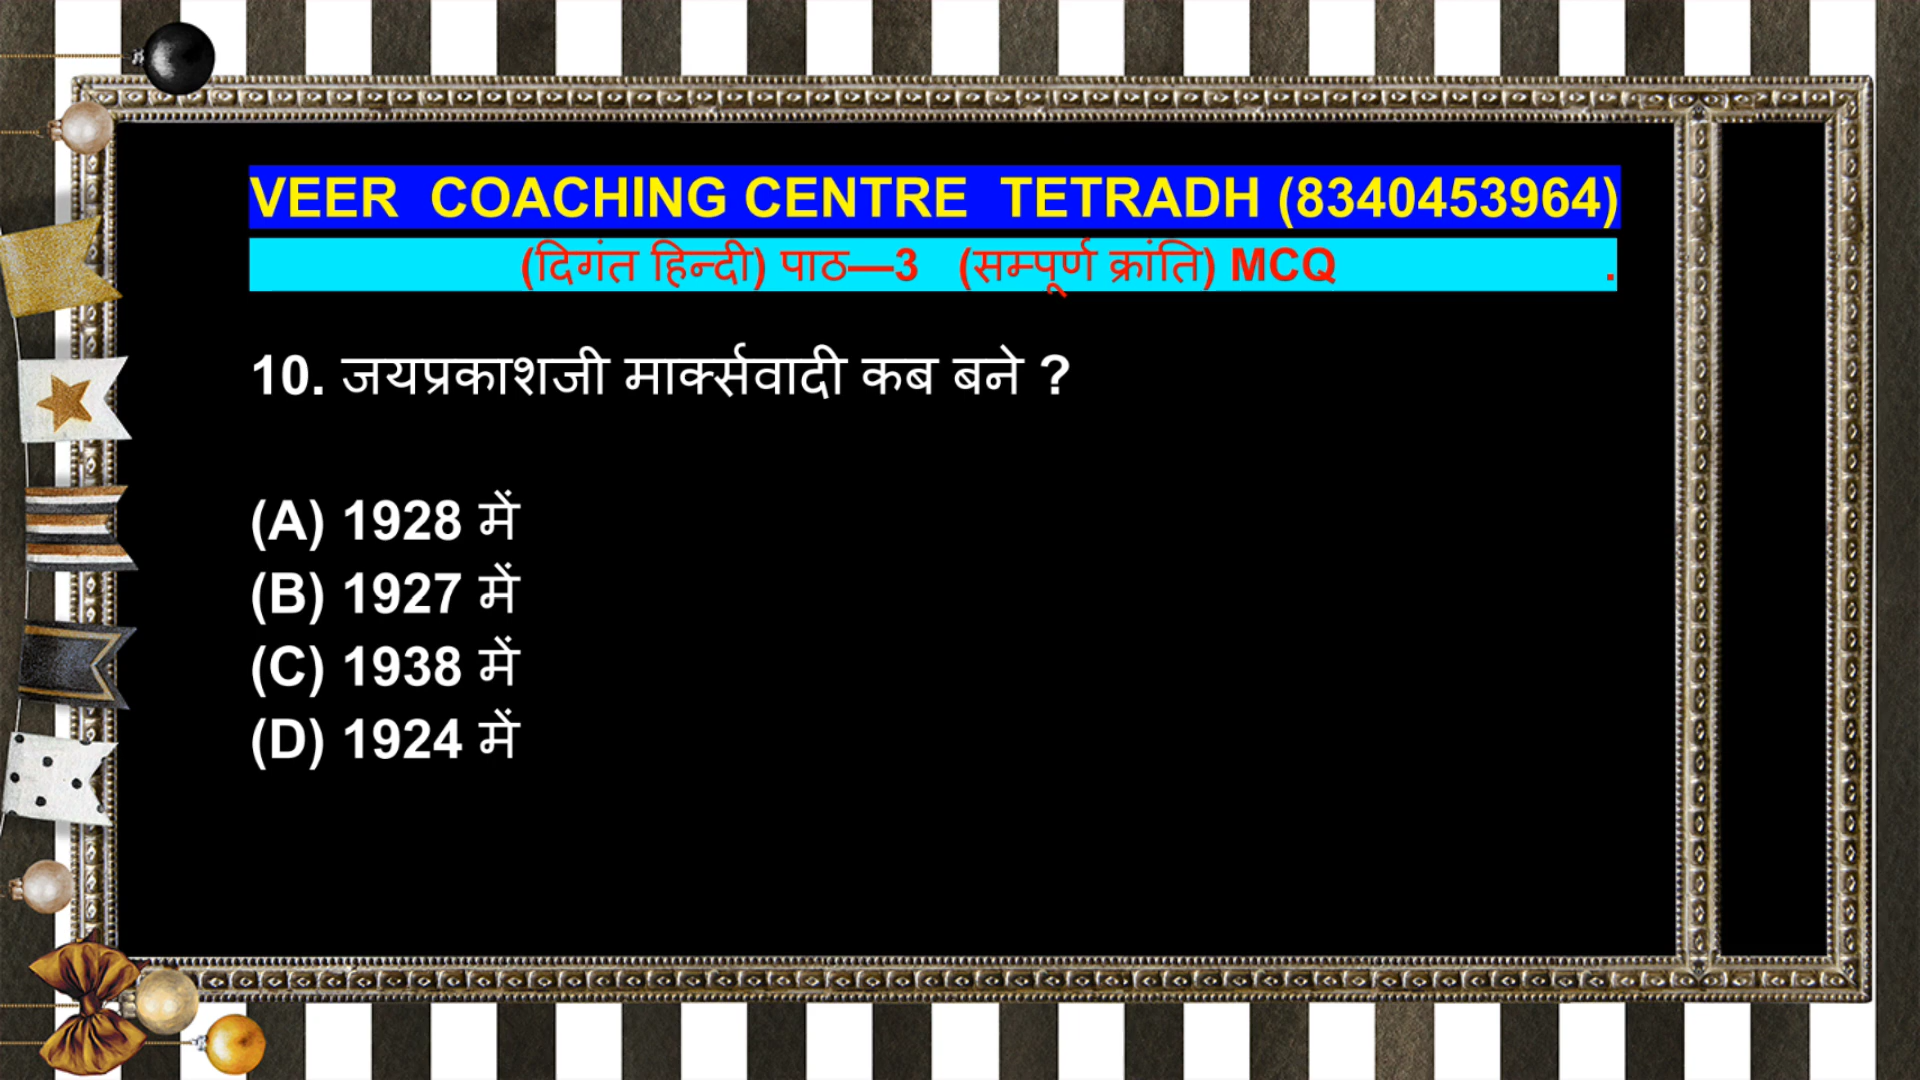 VEER COACHING CENTRE TETRADH (8340453964)
(दिगंत हिन्दी) पाठ—3 (सम्पूर्ण क्रांति) MCQ .
10. जयप्रकाशजी मार्क्सवादी कब बने ?
(A) 1928 में
(B) 1927 में
(C) 1938 में
(D) 1924 में